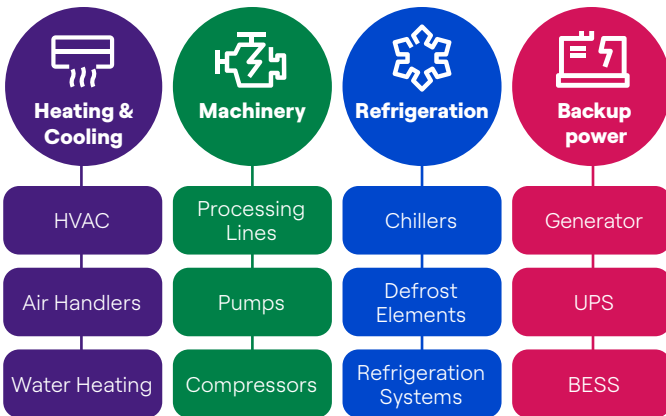 Heating &
Cooling
Machinery
Refrigeration
Backup
power
HVAC
Processing
Lines
Chillers
Generator
Air Handlers
Pumps
Defrost
Elements
UPS
Water Heating
Compressors
Refrigeration
Systems
BESS